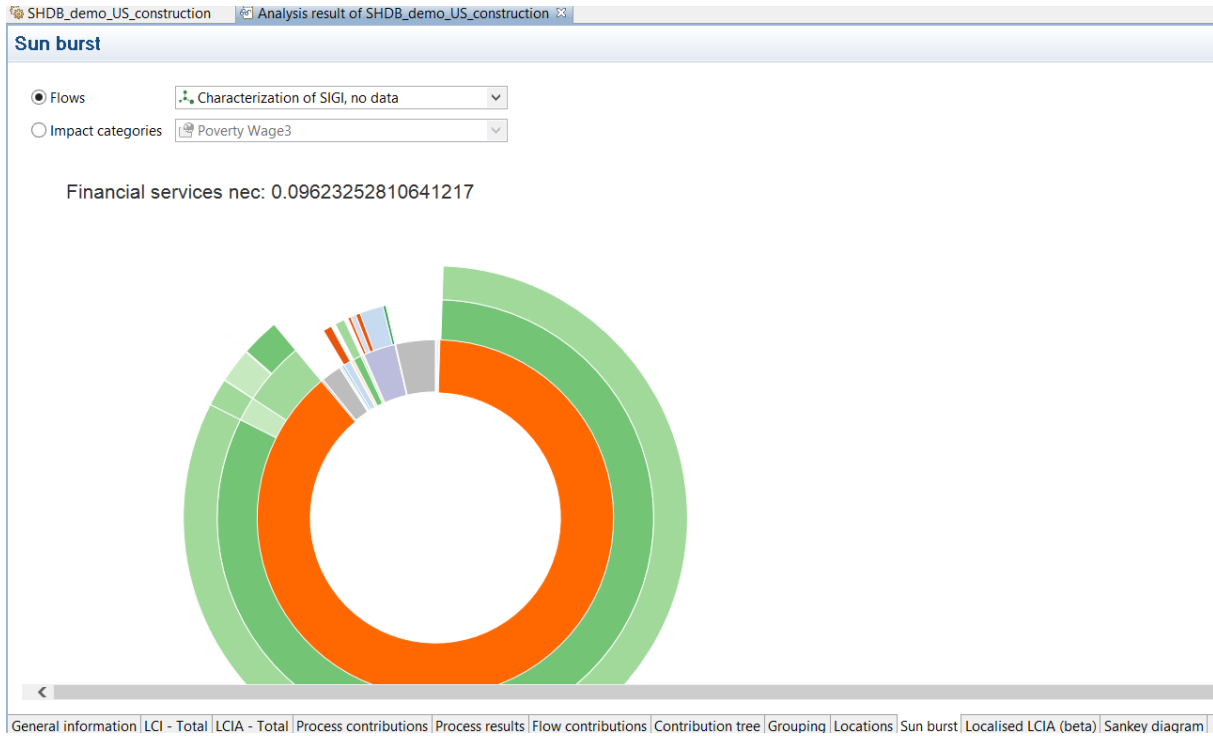 SHDB_demo_US_construction Analysis result of SHDB_demo_US_construction
Sun burst
Flows Characterization of SIGI, no data
Impact categories Poverty Wage3
Financial services nec: 0.09623252810641217
General information LCI - Total LCIA - Total Process contributions Process results Flow contributions Contribution tree Grouping Locations Sun burst Localised LCIA (beta) Sankey diagram